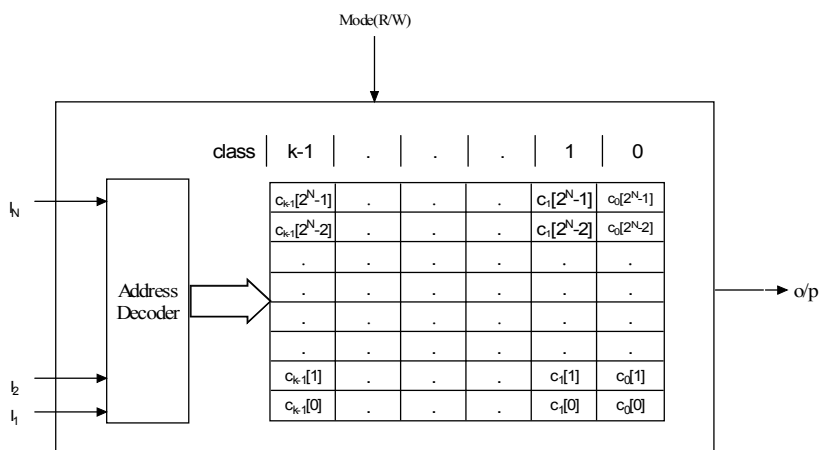 Mode(R/W)
class | k-1 | . | . | . | 1 | 0
I_N
c_{k-1}[2^N-1] . . . c_1[2^N-1] c_0[2^N-1]
c_{k-1}[2^N-2] . . . c_1[2^N-2] c_0[2^N-2]
. . . . . .
. . . . . .
. . . . . .
. . . . . .
Address
Decoder
o/p
I_2
c_{k-1}[1] . . . c_1[1] c_0[1]
I_1
c_{k-1}[0] . . . c_1[0] c_0[0]